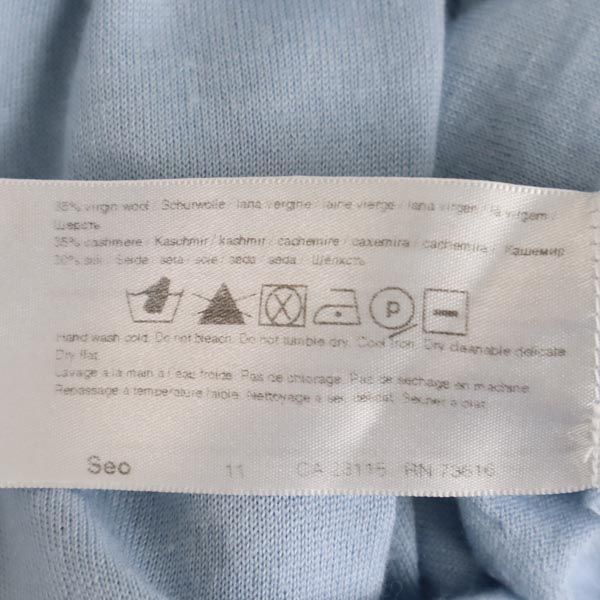 35% virgin wool / Schurwolle / lana vergine / laine vierge / lana virgen / lã virgem /
Шерсть
35% cashmere / Kaschmir / kashmir / cachemire / caxemira / cachemira / Кашемир
30% silk / Seide / seta / soie / seda / seda / Шёлкость
P
Hand wash cold. Do not bleach. Do not tumble dry. Cool iron. Dry cleanable delicate.
Dry flat.
Lavage à la main à l'eau froide. Pas de chlorage. Pas de séchage en machine.
Repassage à température faible. Nettoyage à sec délicat. Sécher à plat.
Seo 11 CA 23115 RN 73616